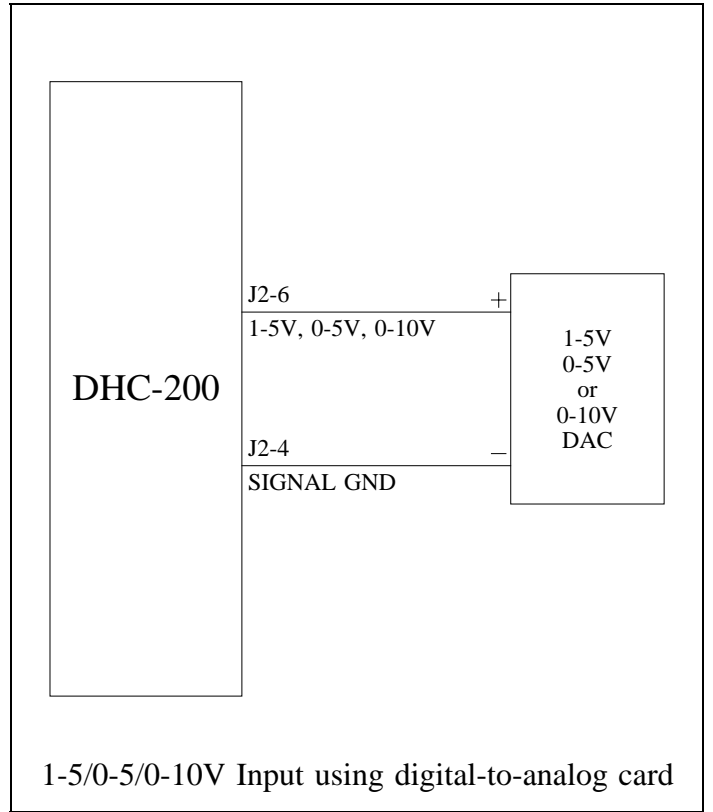 DHC-200
J2-6
+
1-5V, 0-5V, 0-10V
J2-4
−
SIGNAL GND
1-5V
0-5V
or
0-10V
DAC
1-5/0-5/0-10V Input using digital-to-analog card